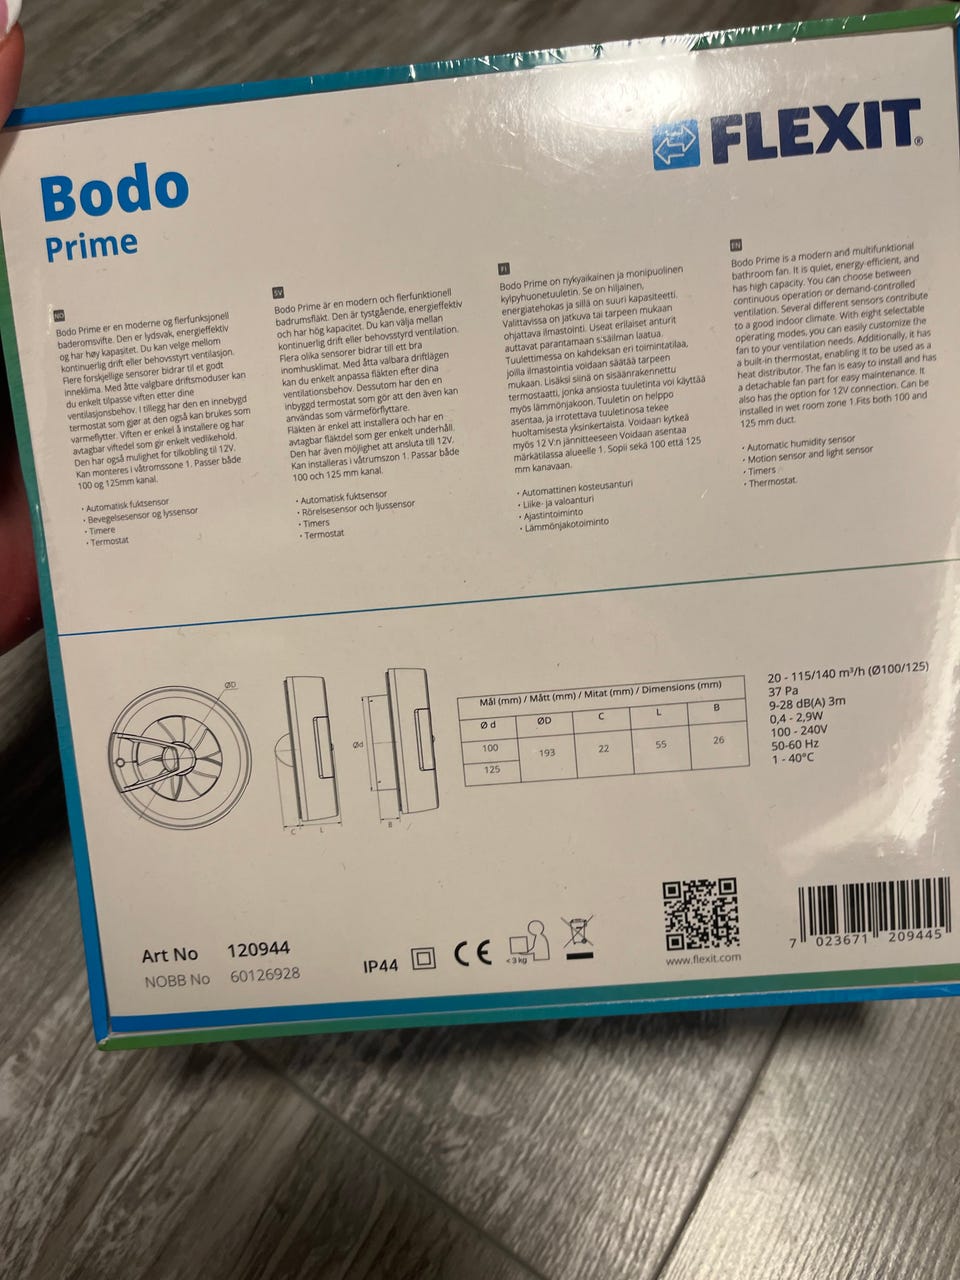 FLEXIT®
Bodo
Prime
NO
Bodo Prime er en moderne og flerfunksjonell
baderomsvifte. Den er lydsvak, energieffektiv
og har høy kapasitet. Du kan velge mellom
kontinuerlig drift eller behovsstyrt ventilasjon.
Flere forskjellige sensorer bidrar til et godt
inneklima. Med åtte valgbare driftsmoduser kan
du enkelt tilpasse viften etter dine
ventilasjonsbehov. I tillegg har den en innebygd
termostat som gjør at den også kan brukes som
varmeflytter. Viften er enkel å installere og har
avtagbar viftedel som gir enkelt vedlikehold.
Den har også mulighet for tilkobling til 12V.
Kan monteres i våtromssone 1. Passer både
100 og 125mm kanal.
· Automatisk fuktsensor
· Bevegelsesensor og lyssensor
· Timere
· Termostat
SV
Bodo Prime är en modern och flerfunktionell
badrumsfläkt. Den är tystgående, energieffektiv
och har hög kapacitet. Du kan välja mellan
kontinuerlig drift eller behovsstyrd ventilation.
Flera olika sensorer bidrar till ett bra
inomhusklimat. Med åtta valbara driftlägen
kan du enkelt anpassa fläkten efter dina
ventilationsbehov. Dessutom har den en
inbyggd termostat som gör att den även kan
användas som värmeförflyttare.
Fläkten är enkel att installera och har en
avtagbar fläktdel som ger enkelt underhåll.
Den har även möjlighet att ansluta till 12V.
Kan installeras i våtrumszon 1. Passar både
100 och 125 mm kanal.
· Automatisk fuktsensor
· Rörelsesensor och ljussensor
· Timers
· Termostat
FI
Bodo Prime on nykyaikainen ja monipuolinen
kylpyhuonetuuletin. Se on hiljainen,
energiatehokas ja sillä on suuri kapasiteetti.
Valittavissa on jatkuva tai tarpeen mukaan
ohjattava ilmastointi. Useat erilaiset anturit
auttavat parantamaan s:säilman laatua.
Tuulettimessa on kahdeksan eri toimintatilaa,
joilla ilmastointia voidaan säätää tarpeen
mukaan. Lisäksi siinä on sisäänrakennettu
termostaatti, jonka ansiosta tuuletinta voi käyttää
myös lämmönjakoon. Tuuletin on helppo
asentaa, ja irrotettava tuuletinosa tekee
huoltamisesta yksinkertaista. Voidaan kytkeä
myös 12 V:n jännitteeseen Voidaan asentaa
märkätilassa alueelle 1. Sopii sekä 100 että 125
mm kanavaan.
· Automattinen kosteusanturi
· Liike- ja valoanturi
· Ajastintoiminto
· Lämmönjakotoiminto
EN
Bodo Prime is a modern and multifunctional
bathroom fan. It is quiet, energy-efficient, and
has high capacity. You can choose between
continuous operation or demand-controlled
ventilation. Several different sensors contribute
to a good indoor climate. With eight selectable
operating modes, you can easily customize the
fan to your ventilation needs. Additionally, it has
a built-in thermostat, enabling it to be used as a
heat distributor. The fan is easy to install and has
a detachable fan part for easy maintenance. It
also has the option for 12V connection. Can be
installed in wet room zone 1.Fits both 100 and
125 mm duct.
· Automatic humidity sensor
· Motion sensor and light sensor
· Timers
· Thermostat.
ØD
C L
Ød
B
Mål (mm) / Mått (mm) / Mitat (mm) / Dimensions (mm)
Ø d ØD C L B
100 193 22 55 26
125
20 - 115/140 m³/h (Ø100/125)
37 Pa
9-28 dB(A) 3m
0,4 - 2,9W
100 - 240V
50-60 Hz
1 - 40°C
Art No 120944
NOBB No 60126928
IP44 CE <3 kg
www.flexit.com
7 023671 209445